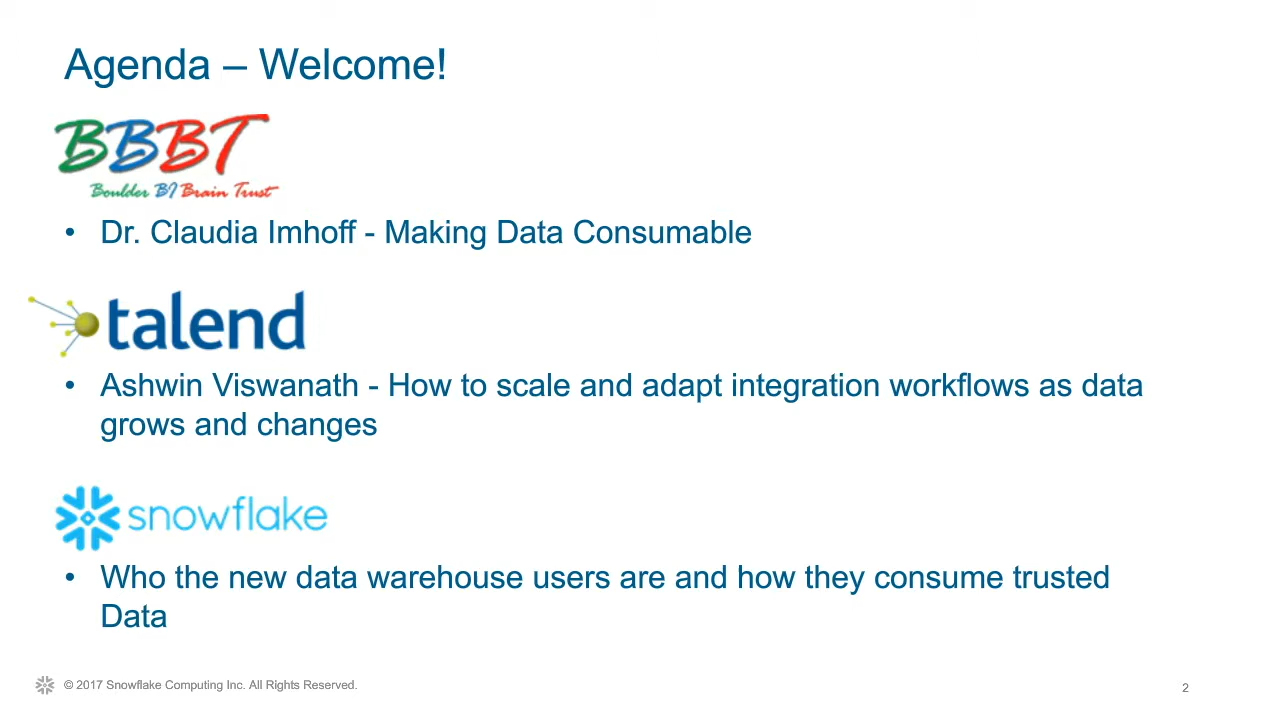 Agenda – Welcome!
BBBT
Boulder BI Brain Trust
• Dr. Claudia Imhoff - Making Data Consumable
talend
• Ashwin Viswanath - How to scale and adapt integration workflows as data
grows and changes
snowflake
• Who the new data warehouse users are and how they consume trusted
Data
© 2017 Snowflake Computing Inc. All Rights Reserved.
2